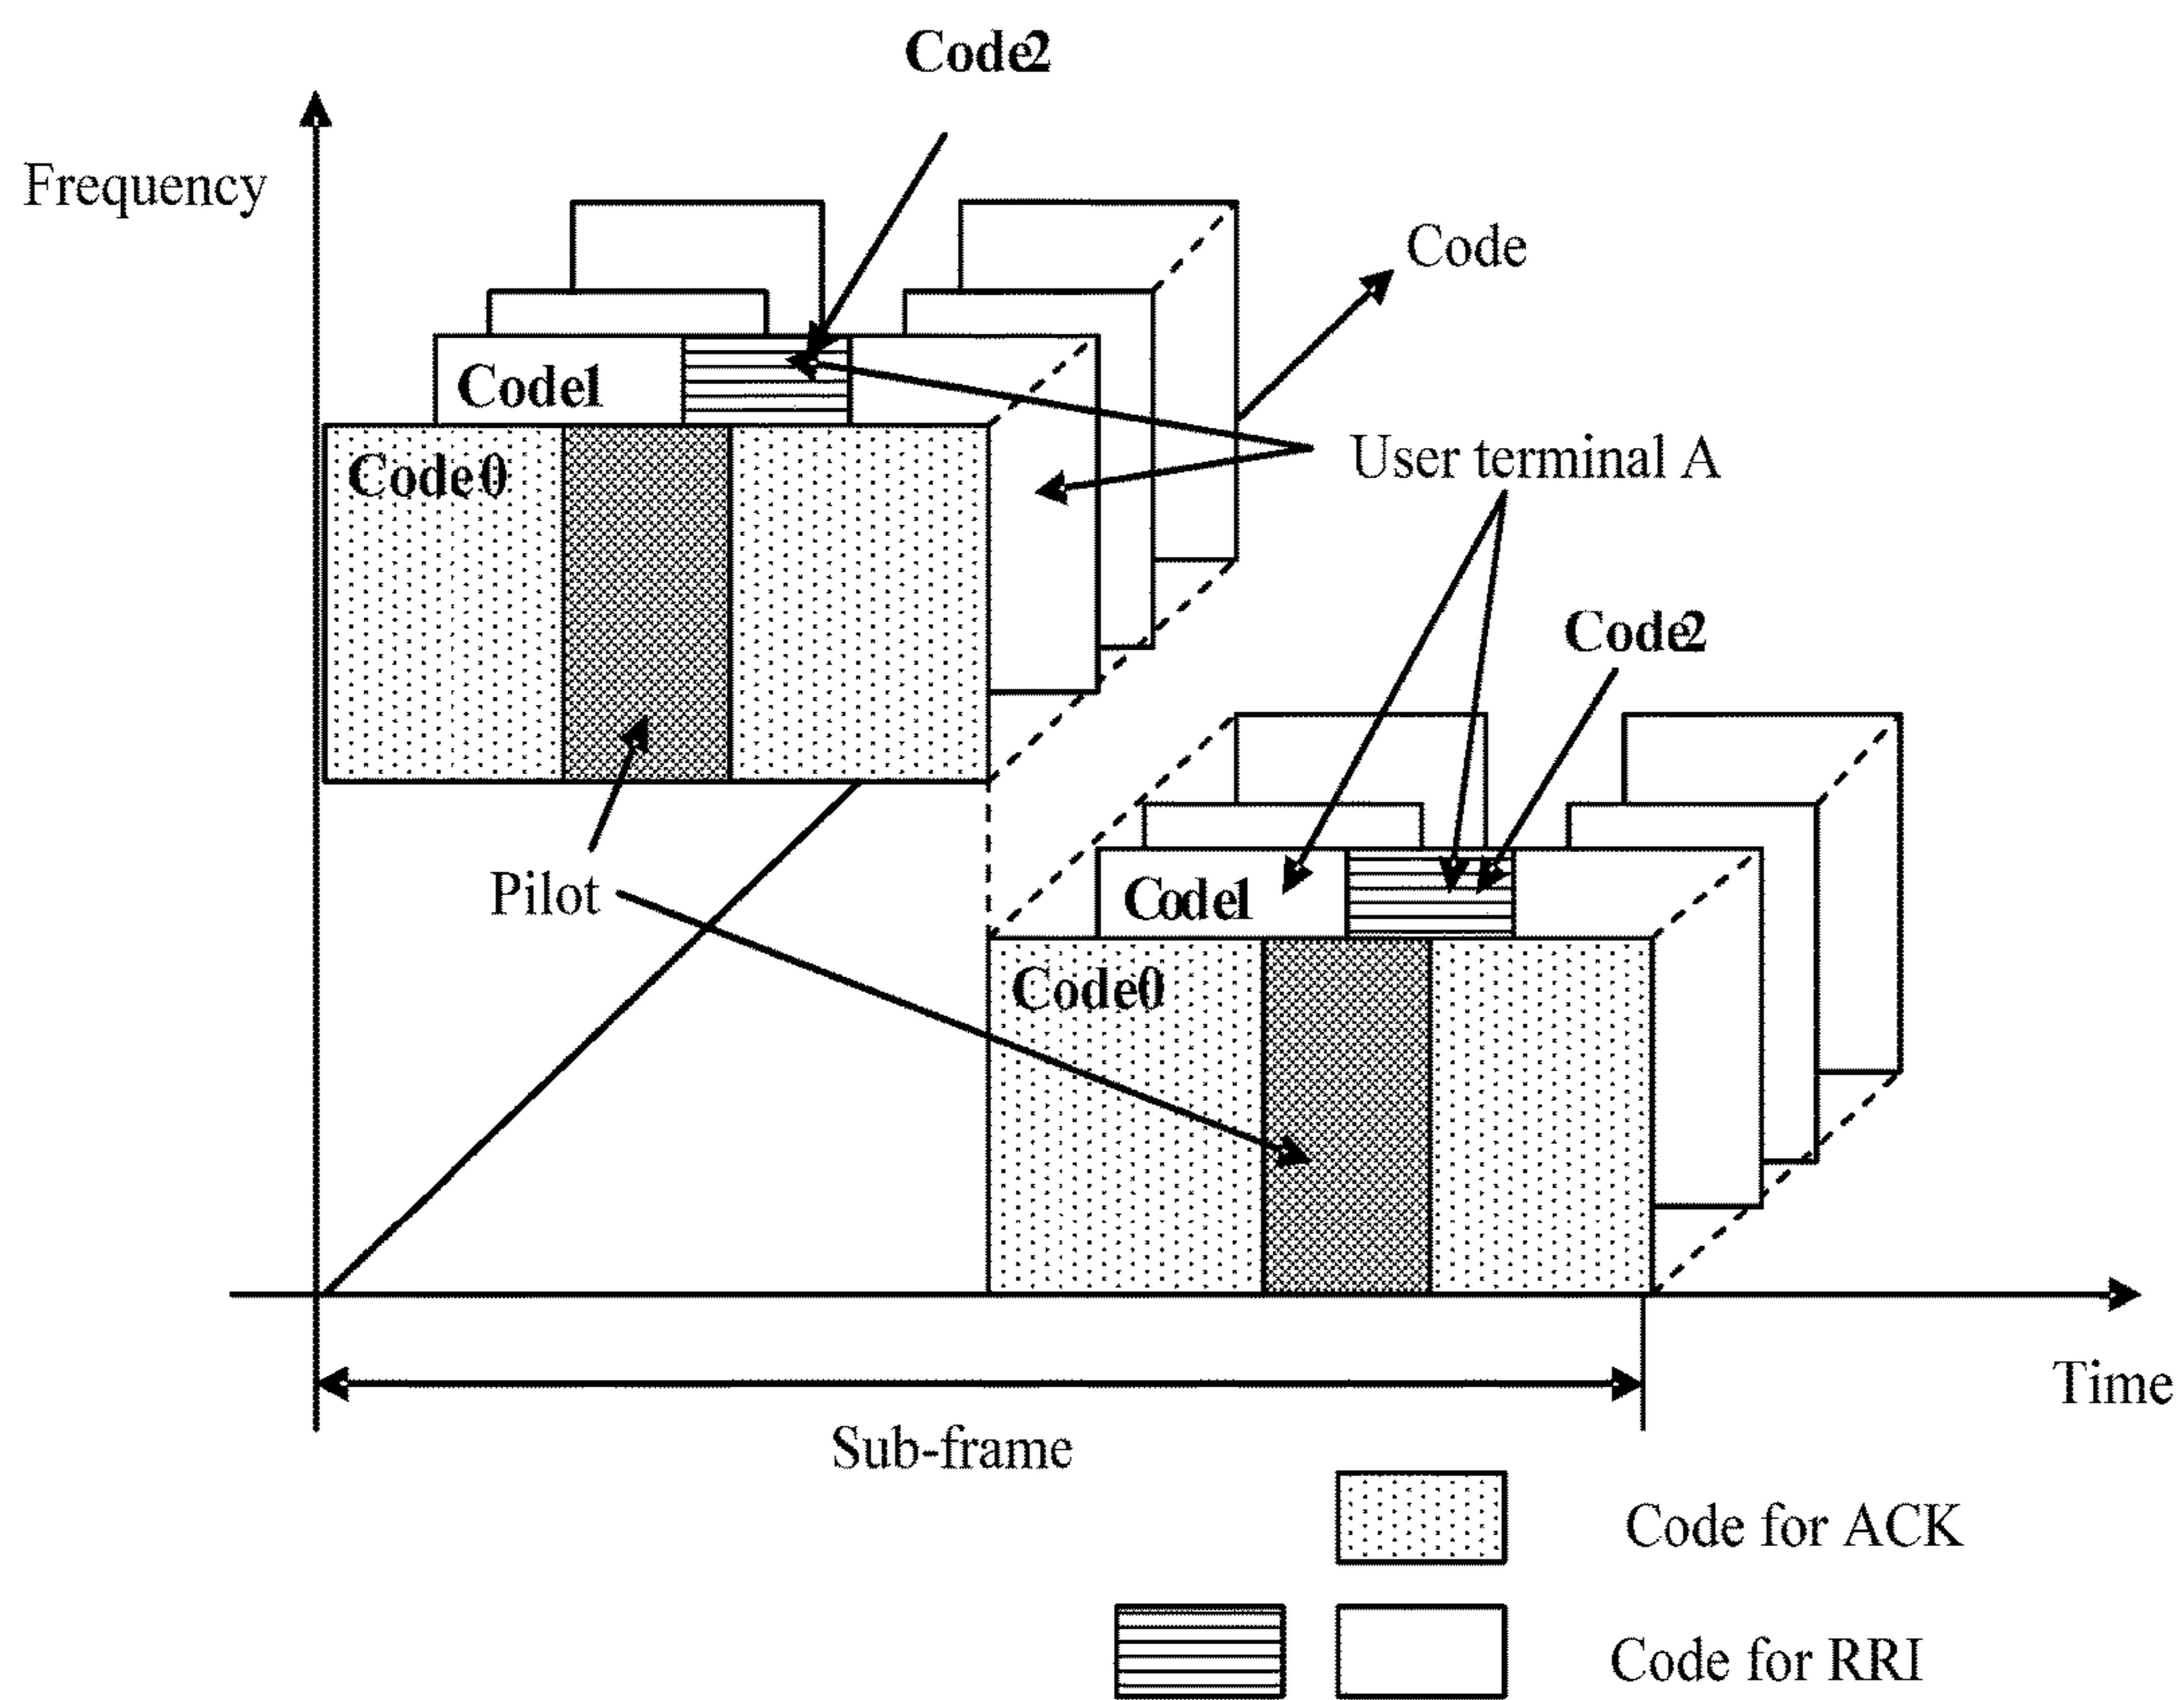 Code2
Frequency
Code
Code1
User terminal A
Code0
Code2
Pilot
Code1
Code0
Time
Sub-frame
Code for ACK
Code for RRI